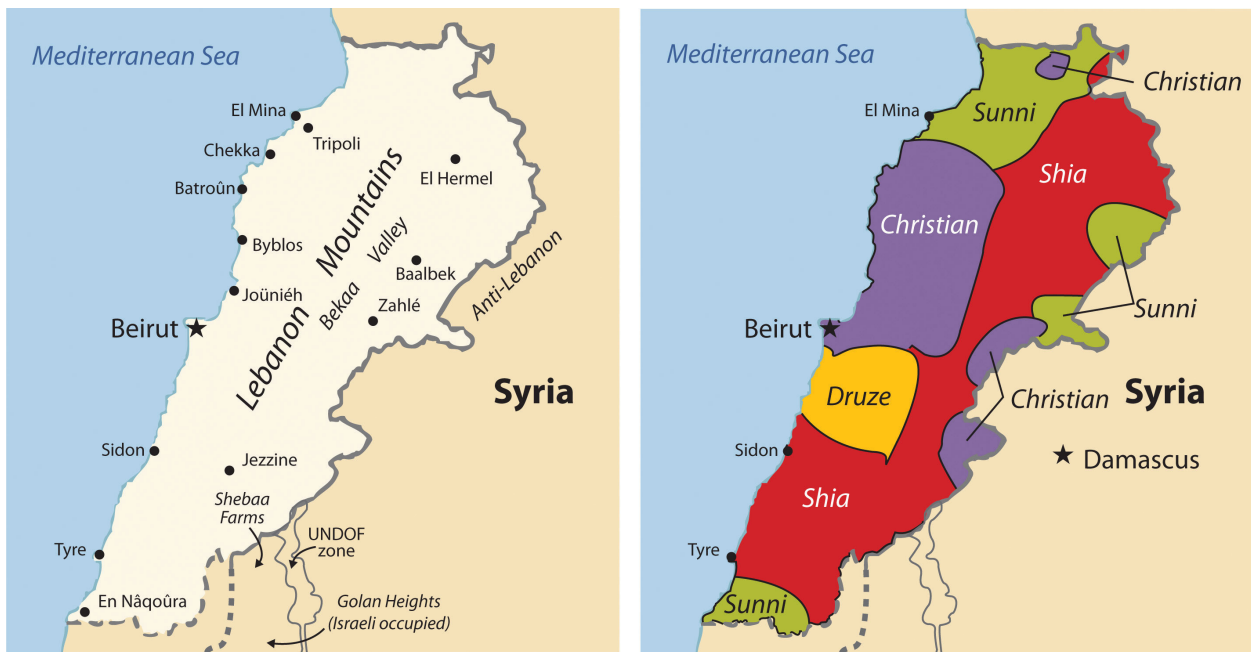 Mediterranean Sea
El Mina
Tripoli
Chekka
Batroûn
El Hermel
Byblos
Lebanon Mountains
Bekaa Valley
Baalbek
Anti-Lebanon
Joüniéh
Zahlé
Beirut
Syria
Sidon
Jezzine
Shebaa
Farms
UNDOF
zone
Tyre
En Nâqoûra
Golan Heights
(Israeli occupied)
Mediterranean Sea
Christian
El Mina
Sunni
Shia
Christian
Sunni
Beirut
Druze
Christian
Syria
Sidon
Damascus
Shia
Tyre
Sunni